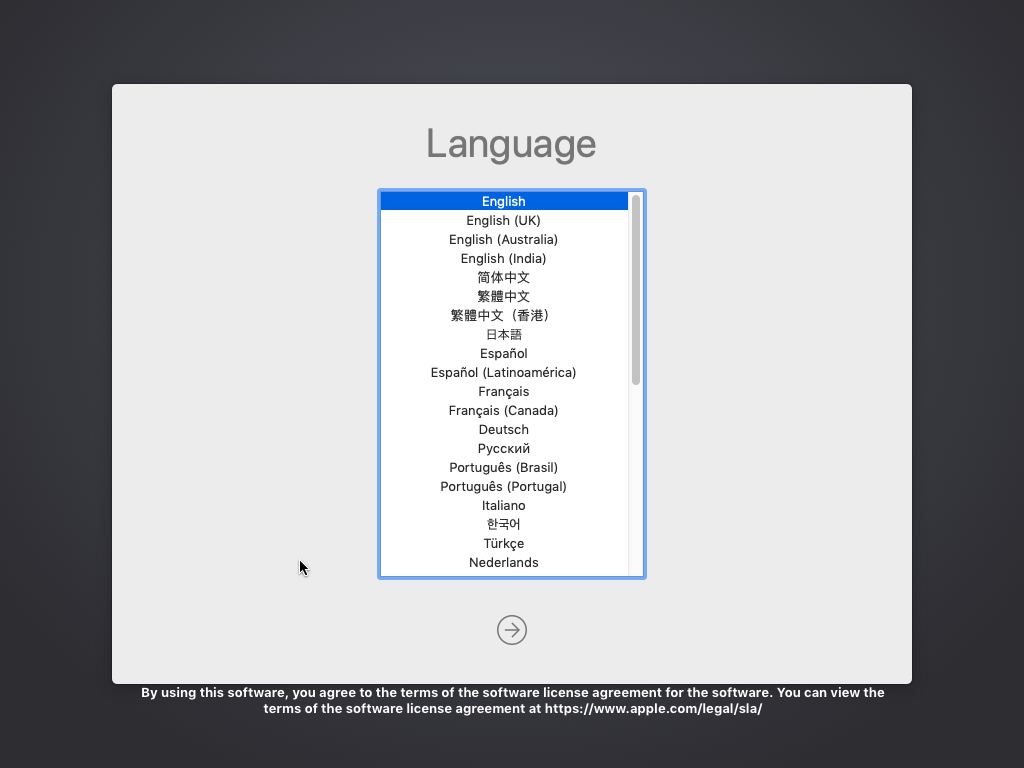 Language
English
English (UK)
English (Australia)
English (India)
简体中文
繁體中文
繁體中文（香港）
日本語
Español
Español (Latinoamérica)
Français
Français (Canada)
Deutsch
Русский
Português (Brasil)
Português (Portugal)
Italiano
한국어
Türkçe
Nederlands
By using this software, you agree to the terms of the software license agreement for the software. You can view the
terms of the software license agreement at https://www.apple.com/legal/sla/